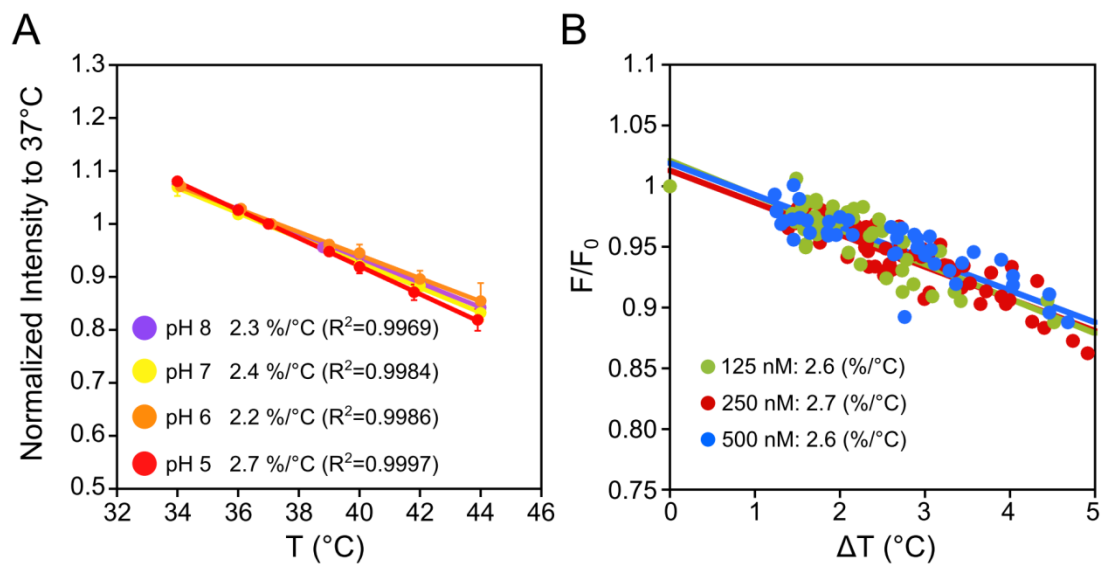 A
Normalized Intensity to 37°C
1.3
1.2
1.1
1.0
0.9
0.8
0.7
0.6
0.5
pH 8 2.3 %/°C (R²=0.9969)
pH 7 2.4 %/°C (R²=0.9984)
pH 6 2.2 %/°C (R²=0.9986)
pH 5 2.7 %/°C (R²=0.9997)
32 34 36 38 40 42 44 46
T (°C)
B
F/F₀
1.1
1.05
1
0.95
0.90
0.85
0.80
0.75
125 nM: 2.6 (%/°C)
250 nM: 2.7 (%/°C)
500 nM: 2.6 (%/°C)
0 1 2 3 4 5
ΔT (°C)